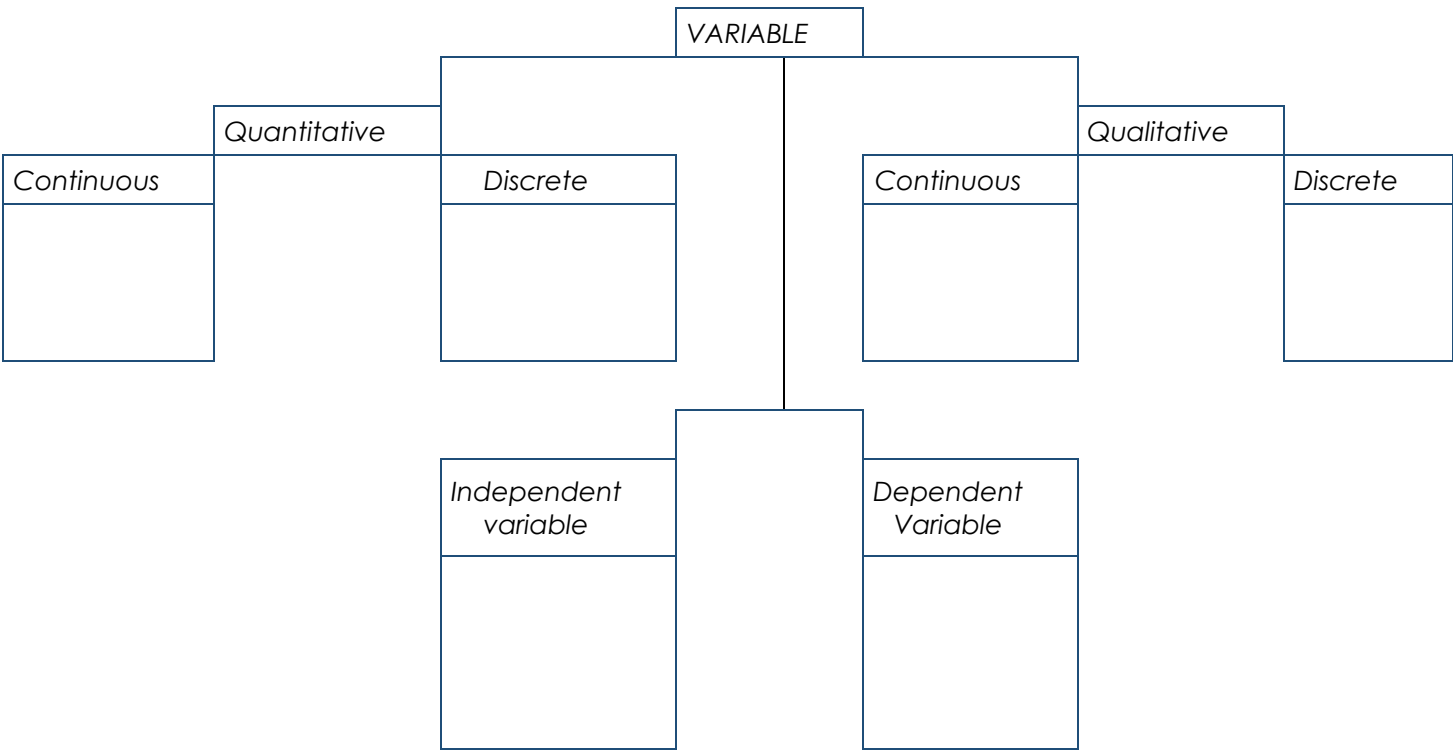 VARIABLE
Quantitative
Qualitative
Continuous
Discrete
Continuous
Discrete
Independent
variable
Dependent
Variable